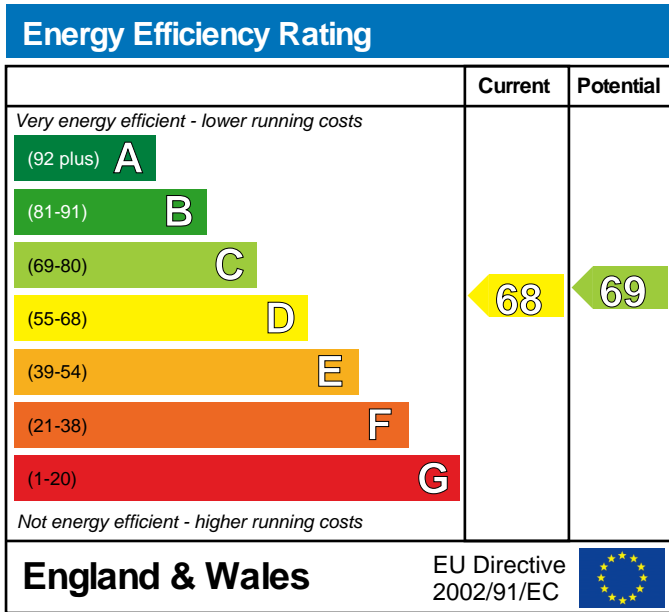 Energy Efficiency Rating
Current Potential
Very energy efficient - lower running costs
(92 plus) A
(81-91) B
(69-80) C
(55-68) D
(39-54) E
(21-38) F
(1-20) G
68 69
Not energy efficient - higher running costs
England & Wales
EU Directive
2002/91/EC